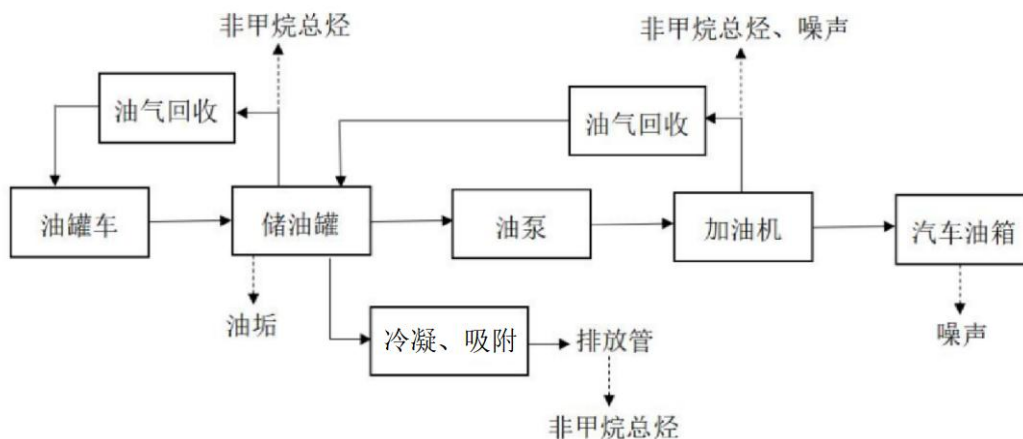 非甲烷总烃
非甲烷总烃、噪声
油气回收
油气回收
油罐车
储油罐
油泵
加油机
汽车油箱
油垢
冷凝、吸附
排放管
噪声
非甲烷总烃